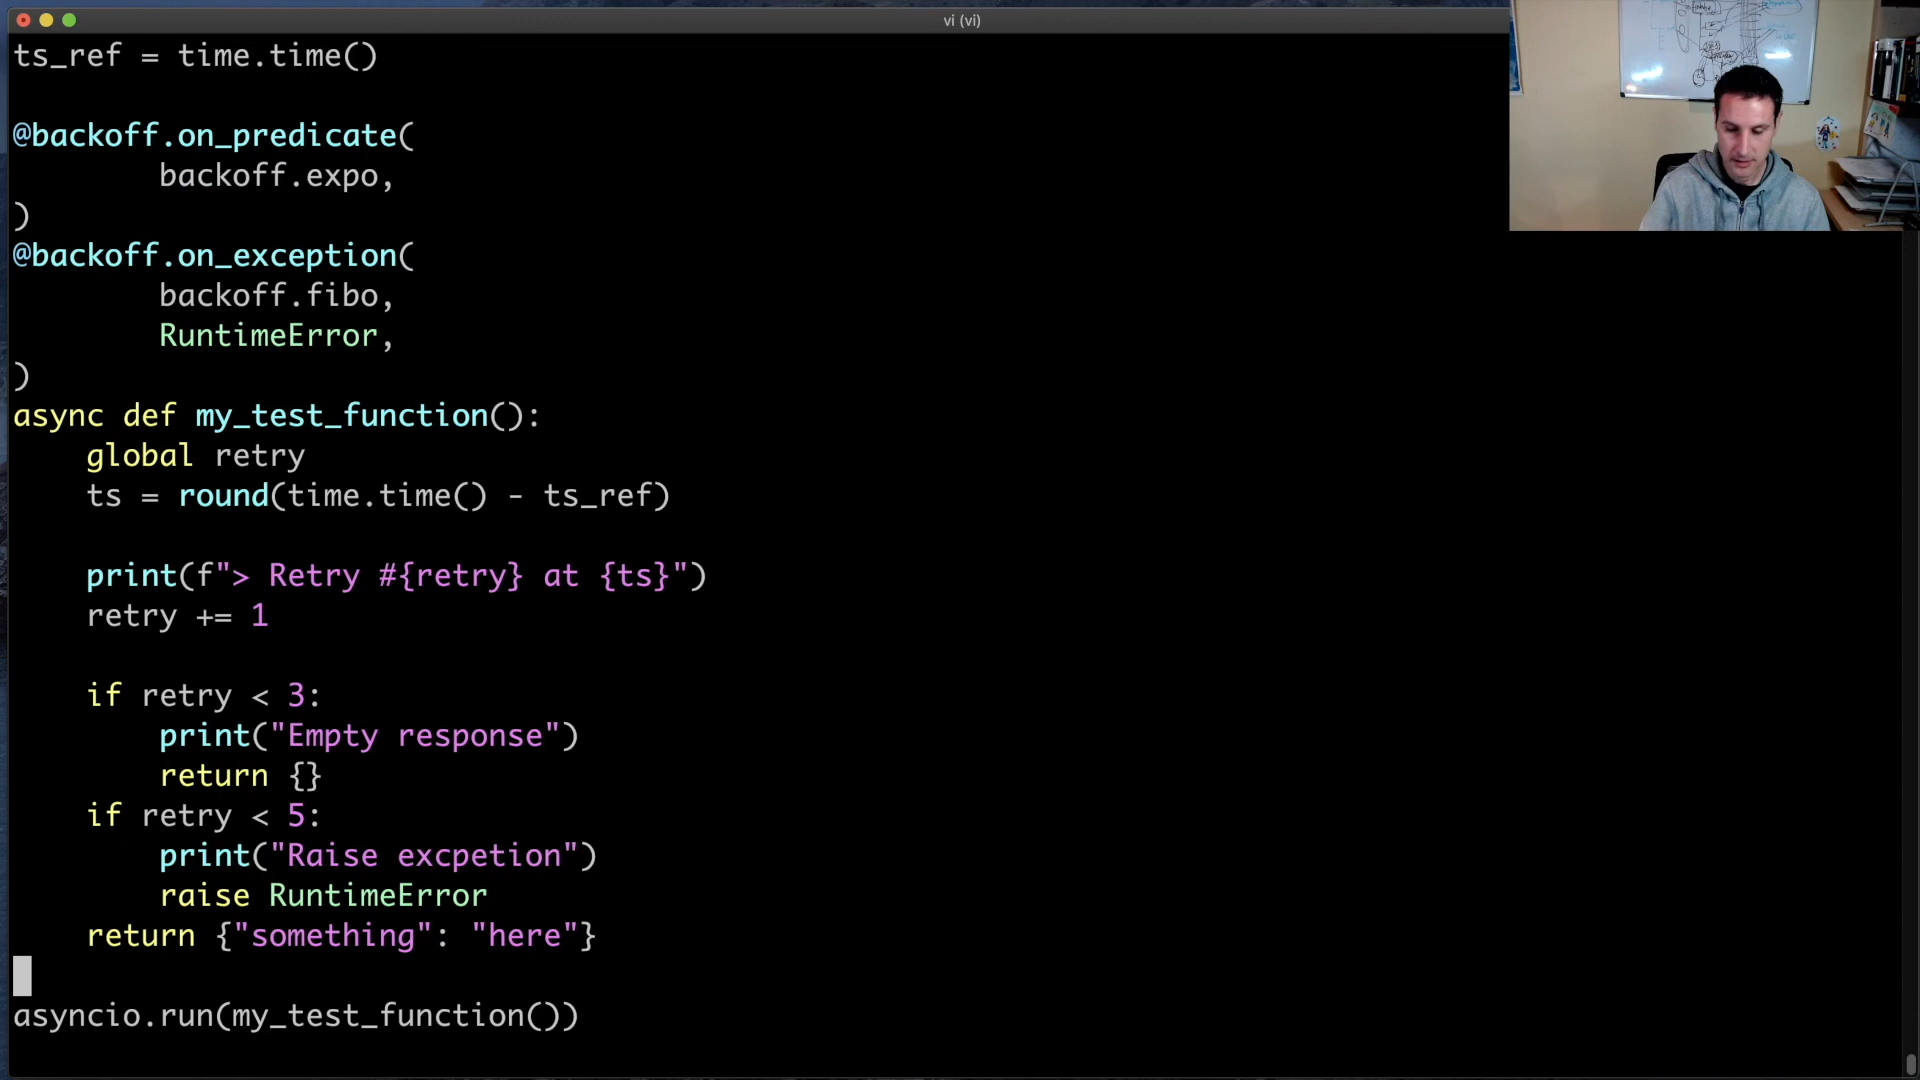 vi (vi)
ts_ref = time.time()
@backoff.on_predicate(
        backoff.expo,
)
@backoff.on_exception(
        backoff.fibo,
        RuntimeError,
)
async def my_test_function():
    global retry
    ts = round(time.time() - ts_ref)
    print(f"> Retry #{retry} at {ts}")
    retry += 1
    if retry < 3:
        print("Empty response")
        return {}
    if retry < 5:
        print("Raise excpetion")
        raise RuntimeError
    return {"something": "here"}
asyncio.run(my_test_function())